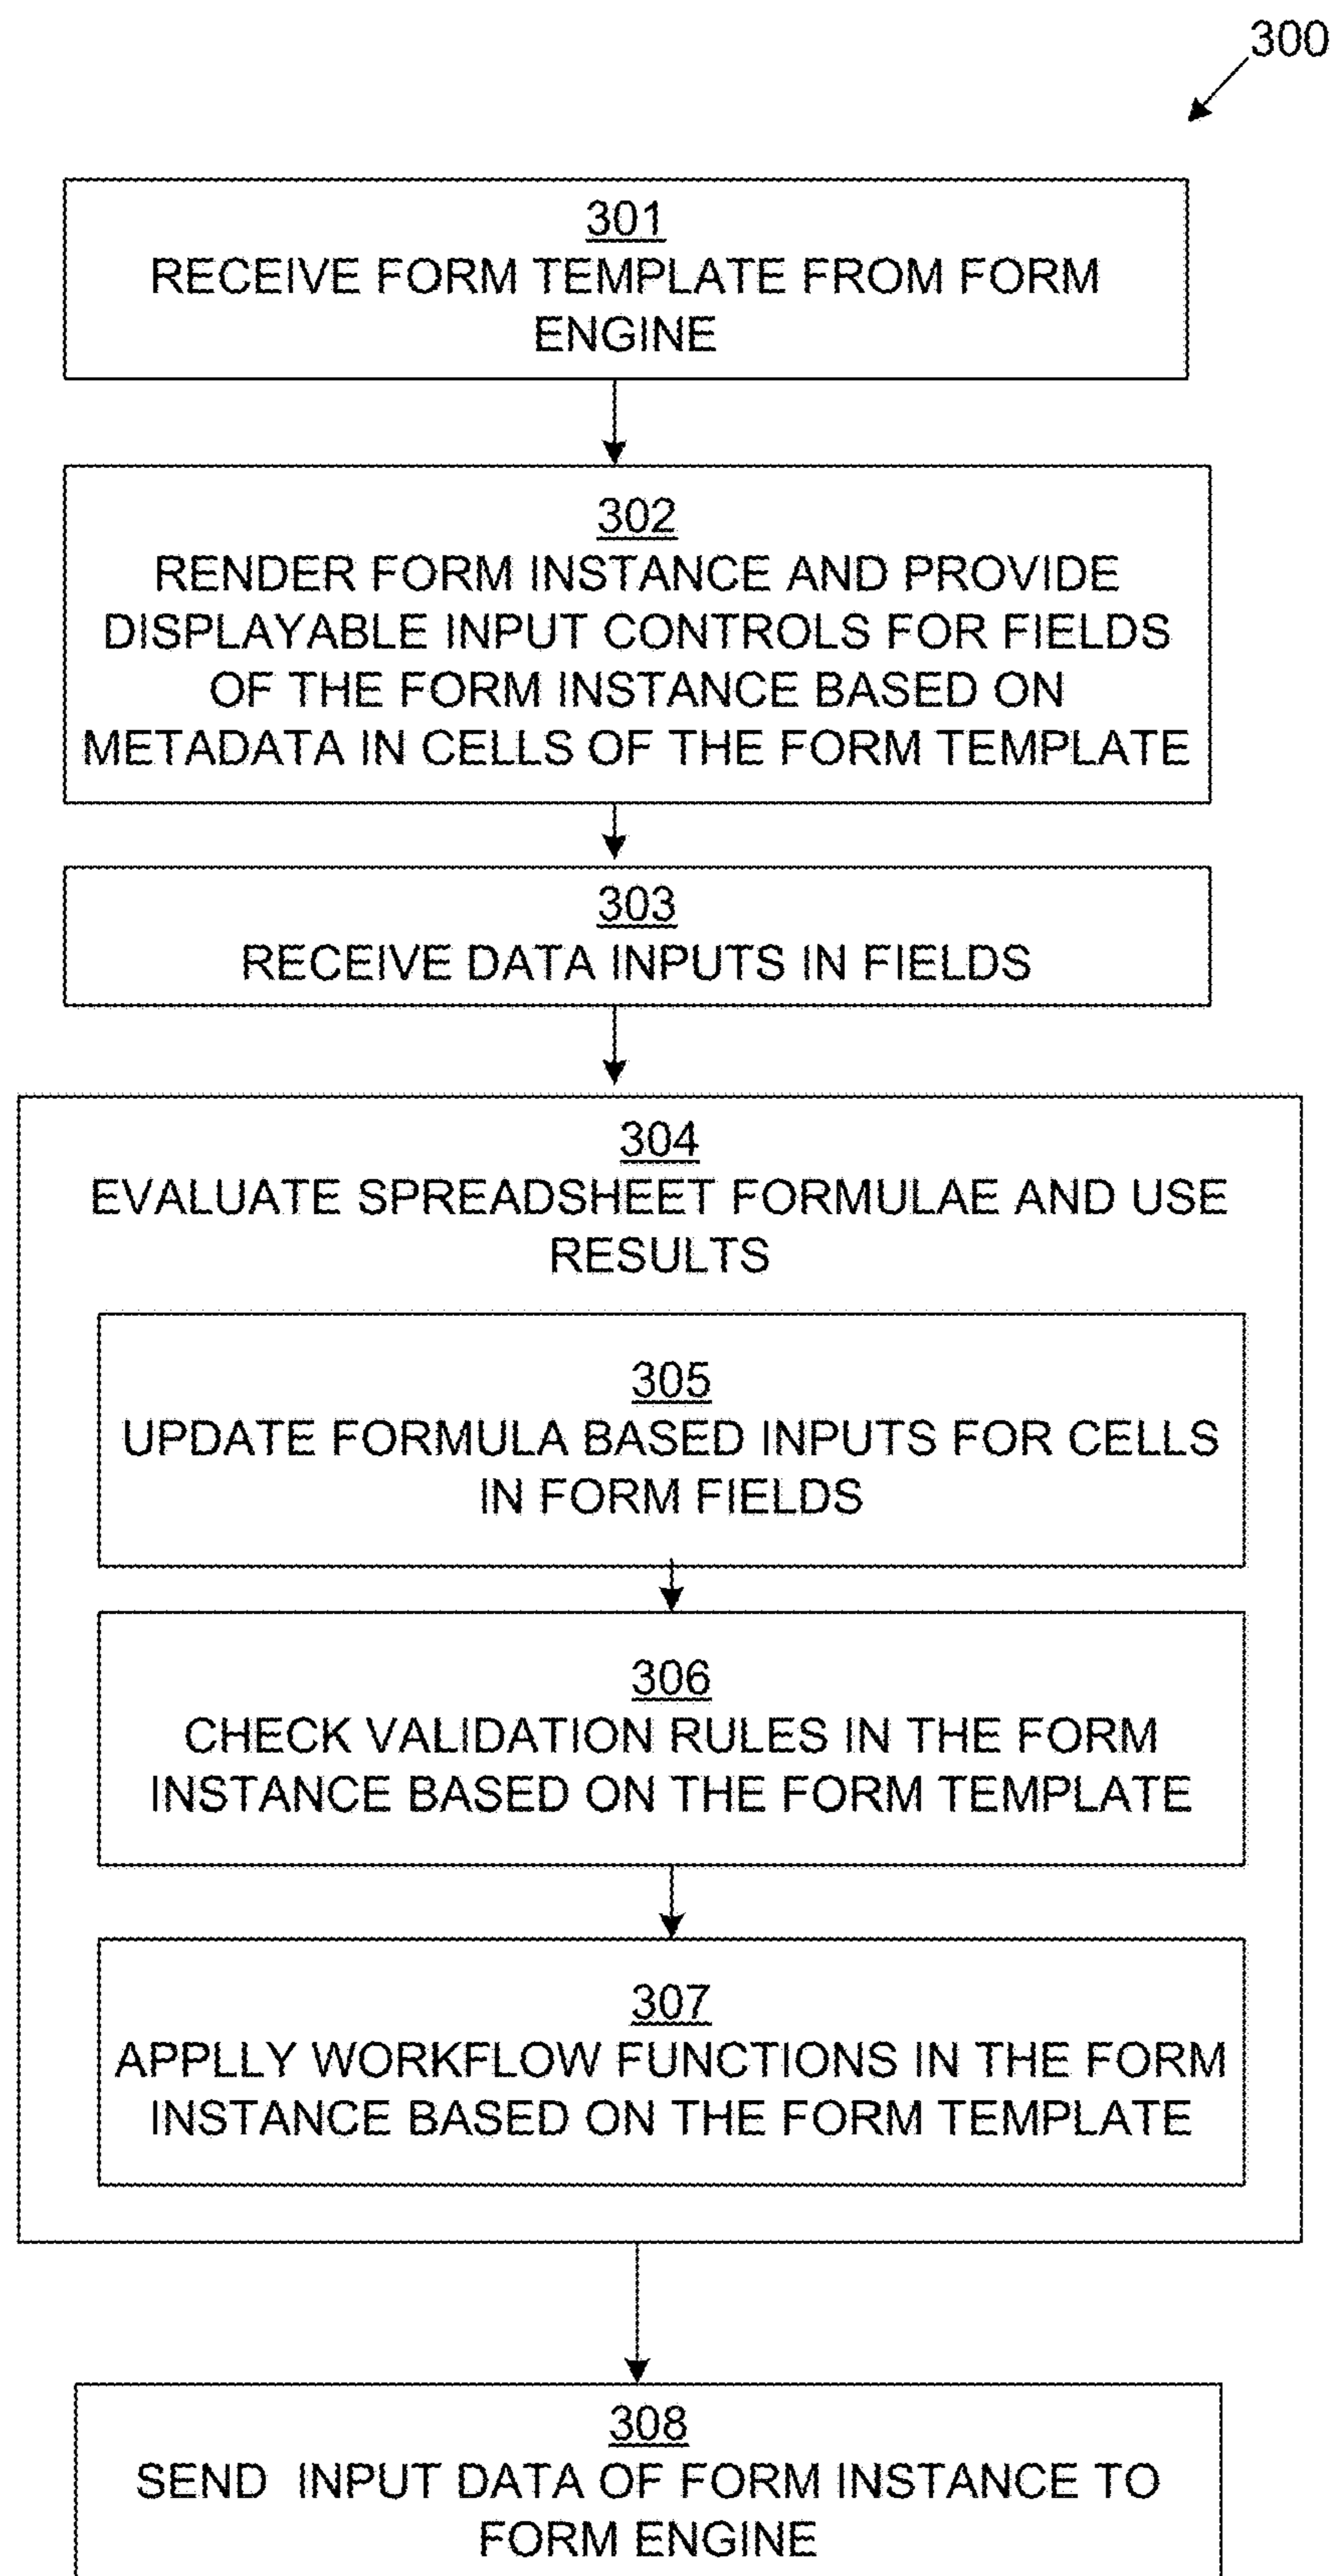 300
301
RECEIVE FORM TEMPLATE FROM FORM
ENGINE
302
RENDER FORM INSTANCE AND PROVIDE
DISPLAYABLE INPUT CONTROLS FOR FIELDS
OF THE FORM INSTANCE BASED ON
METADATA IN CELLS OF THE FORM TEMPLATE
303
RECEIVE DATA INPUTS IN FIELDS
304
EVALUATE SPREADSHEET FORMULAE AND USE
RESULTS
305
UPDATE FORMULA BASED INPUTS FOR CELLS
IN FORM FIELDS
306
CHECK VALIDATION RULES IN THE FORM
INSTANCE BASED ON THE FORM TEMPLATE
307
APPLLY WORKFLOW FUNCTIONS IN THE FORM
INSTANCE BASED ON THE FORM TEMPLATE
308
SEND INPUT DATA OF FORM INSTANCE TO
FORM ENGINE